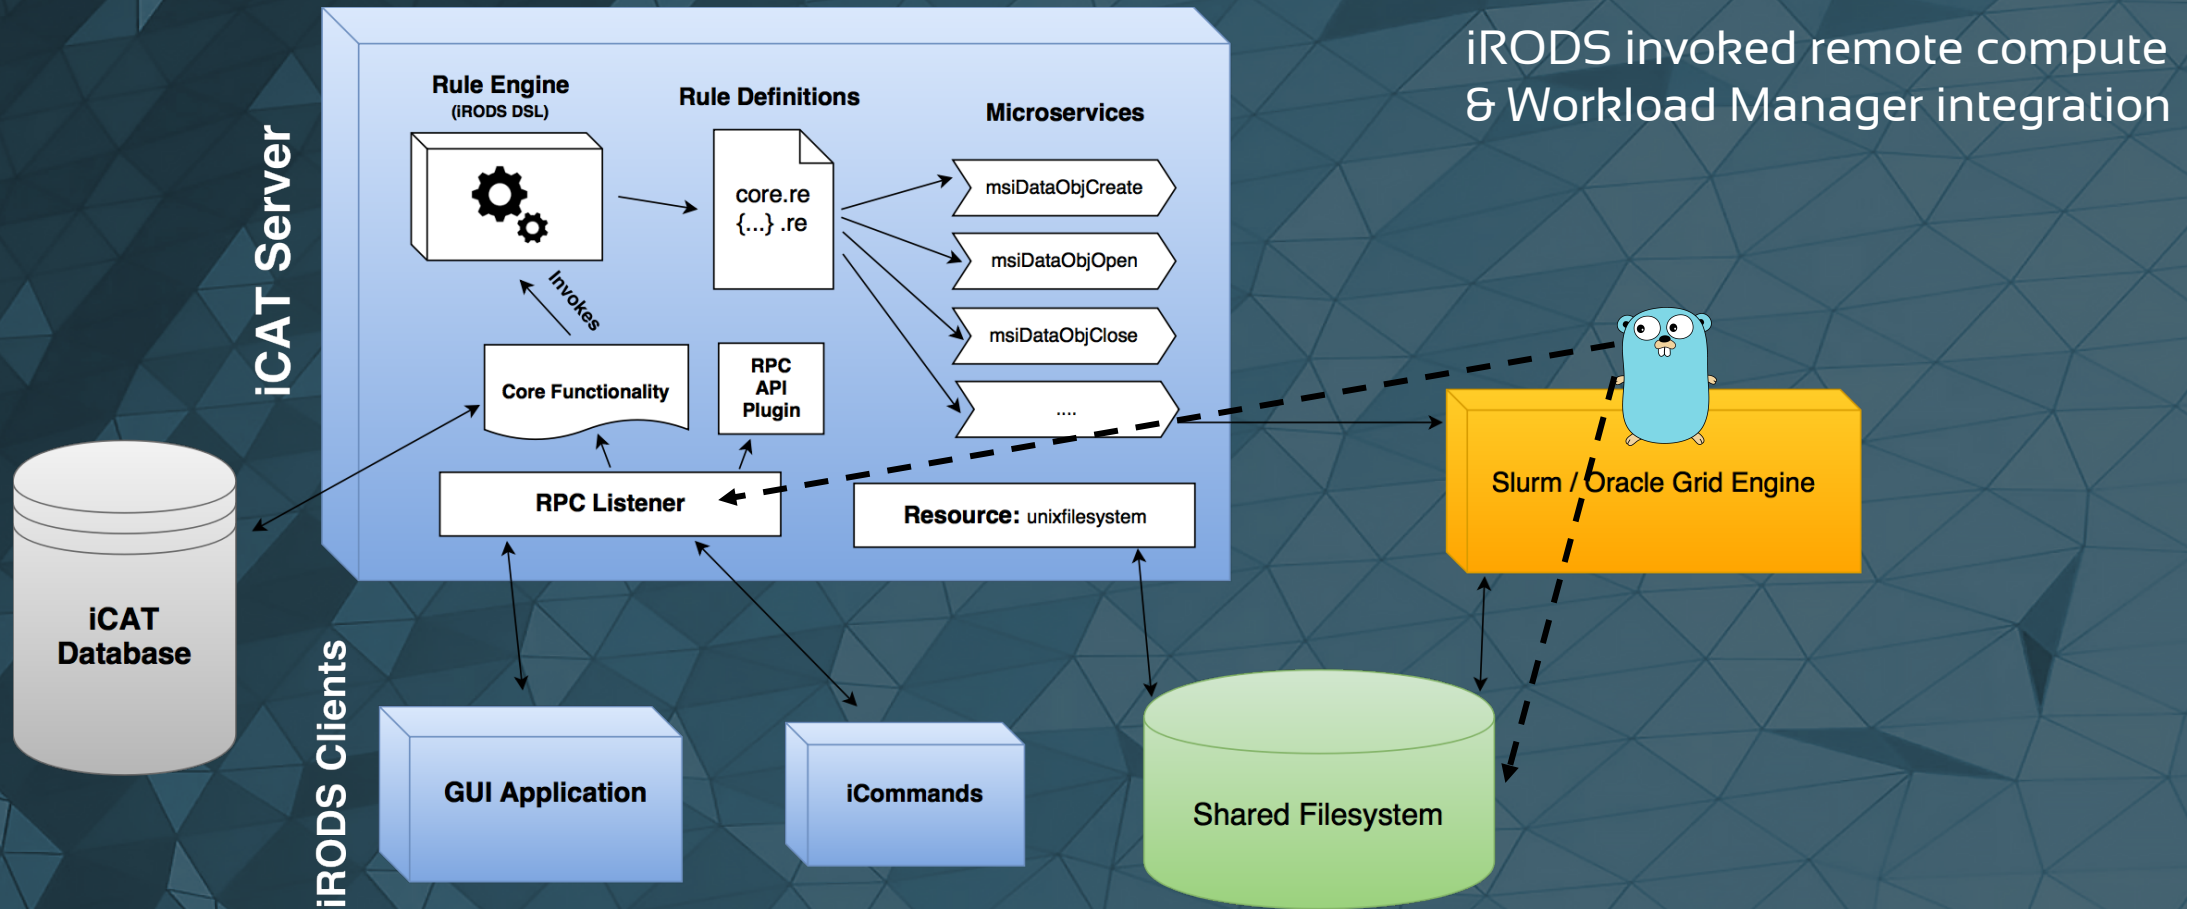 iRODS invoked remote compute
& Workload Manager integration
iCAT Server
Rule Engine
(iRODS DSL)
Rule Definitions
Microservices
core.re
{...} .re
msiDataObjCreate
msiDataObjOpen
msiDataObjClose
....
Invokes
Core Functionality
RPC
API
Plugin
RPC Listener
Resource: unixfilesystem
Slurm / Oracle Grid Engine
iCAT
Database
iRODS Clients
GUI Application
iCommands
Shared Filesystem